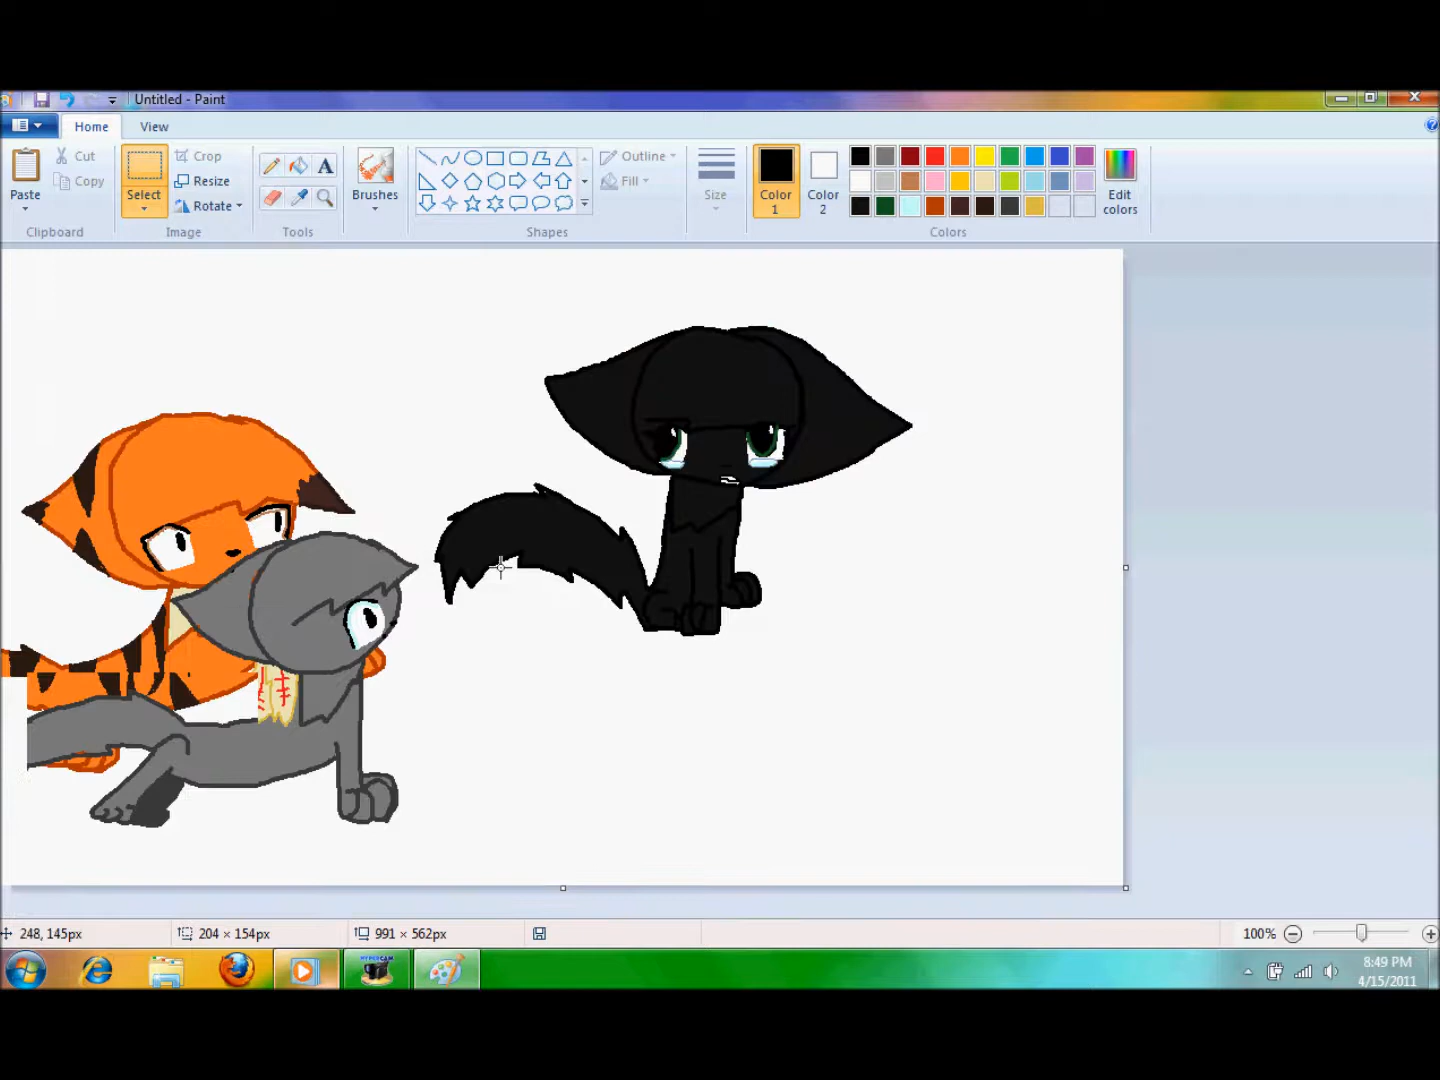 Untitled - Paint
Home View
Paste
Cut
Copy
Clipboard
Select
Crop
Resize
Rotate
Image
A
Tools
Brushes
Outline
Fill
Shapes
Size
Color 1
Color 2
Edit colors
Colors
248, 145px 204 × 154px 991 × 562px 100%
HYPERCAM
8:49 PM
4/15/2011